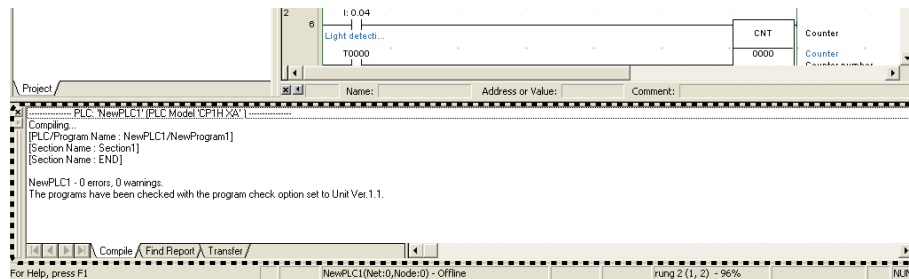 2
6
I: 0.04
Light detecti...
T0000
CNT
Counter
0000
Counter
Counter number
Project
Name:
Address or Value:
Comment:
[--------------- PLC: 'NewPLC1' (PLC Model 'CP1H XA' ) ---------------
Compiling...
[PLC/Program Name : NewPLC1/NewProgram1]
[Section Name : Section1]
[Section Name : END]
NewPLC1 - 0 errors, 0 warnings.
The programs have been checked with the program check option set to Unit Ver.1.1.
Compile
Find Report
Transfer
For Help, press F1
NewPLC1(Net:0,Node:0) - Offline
rung 2 (1, 2) - 96%